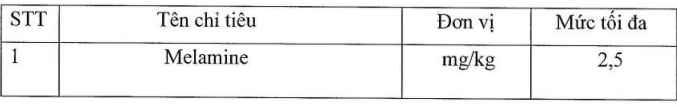 STT Tên chỉ tiêu Đơn vị Mức tối đa
1 Melamine mg/kg 2,5